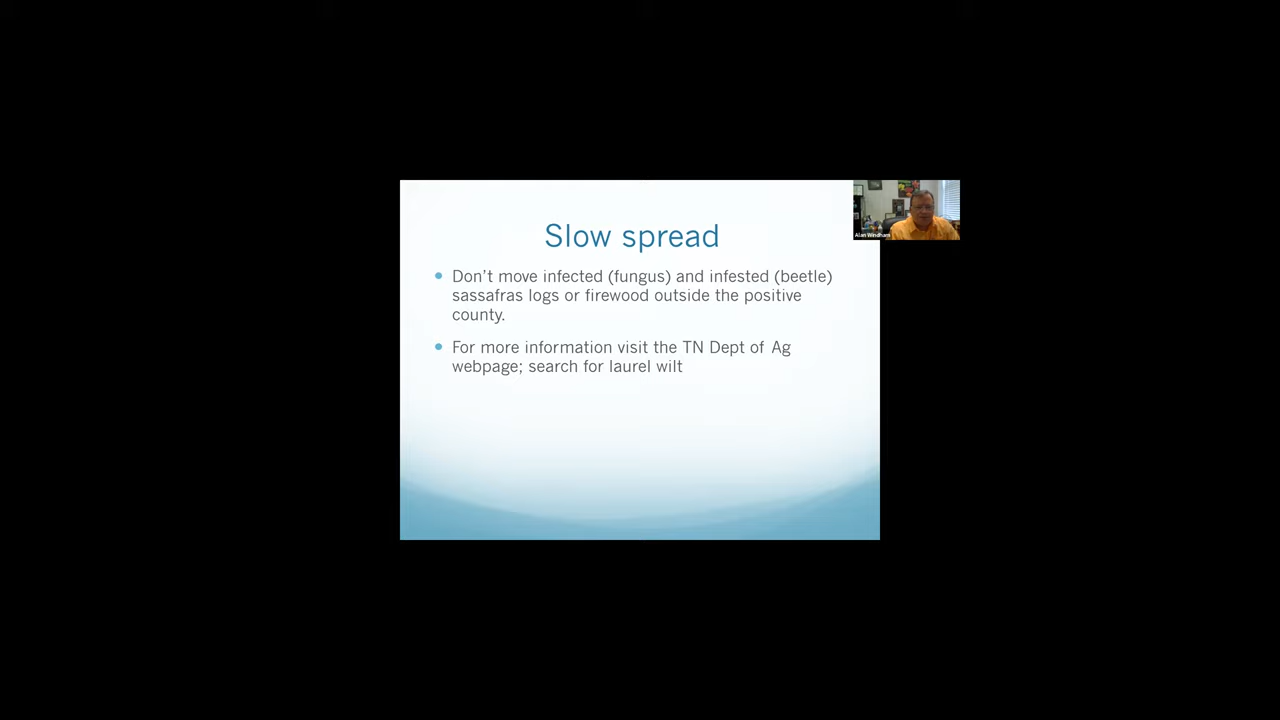 Slow spread
Don't move infected (fungus) and infested (beetle)
sassafras logs or firewood outside the positive
county.
For more information visit the TN Dept of Ag
webpage; search for laurel wilt
Alan Windham